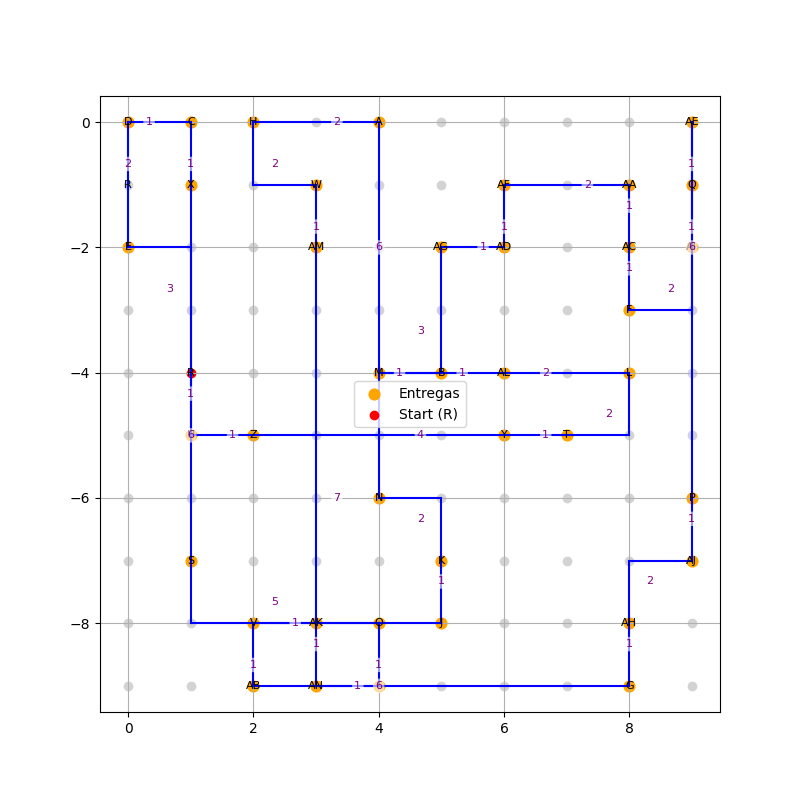 0
D 1 C H 2 A AE
2 1 2 1
R X W AF 2 AA Q
1 1 1 1
-2
E AM 6 AG 1 AD AC 6
1
3 2
F
3
-4
M 1 B 1 AL 2 L
1
Entregas
2
Start (R)
6 1 Z 4 Y 1 T
-6
7 N P
2 1
S K AJ
1 2
5
-8
V 1 AK O AH
1 1 1 1
AB AN 1 6 G
0 2 4 6 8